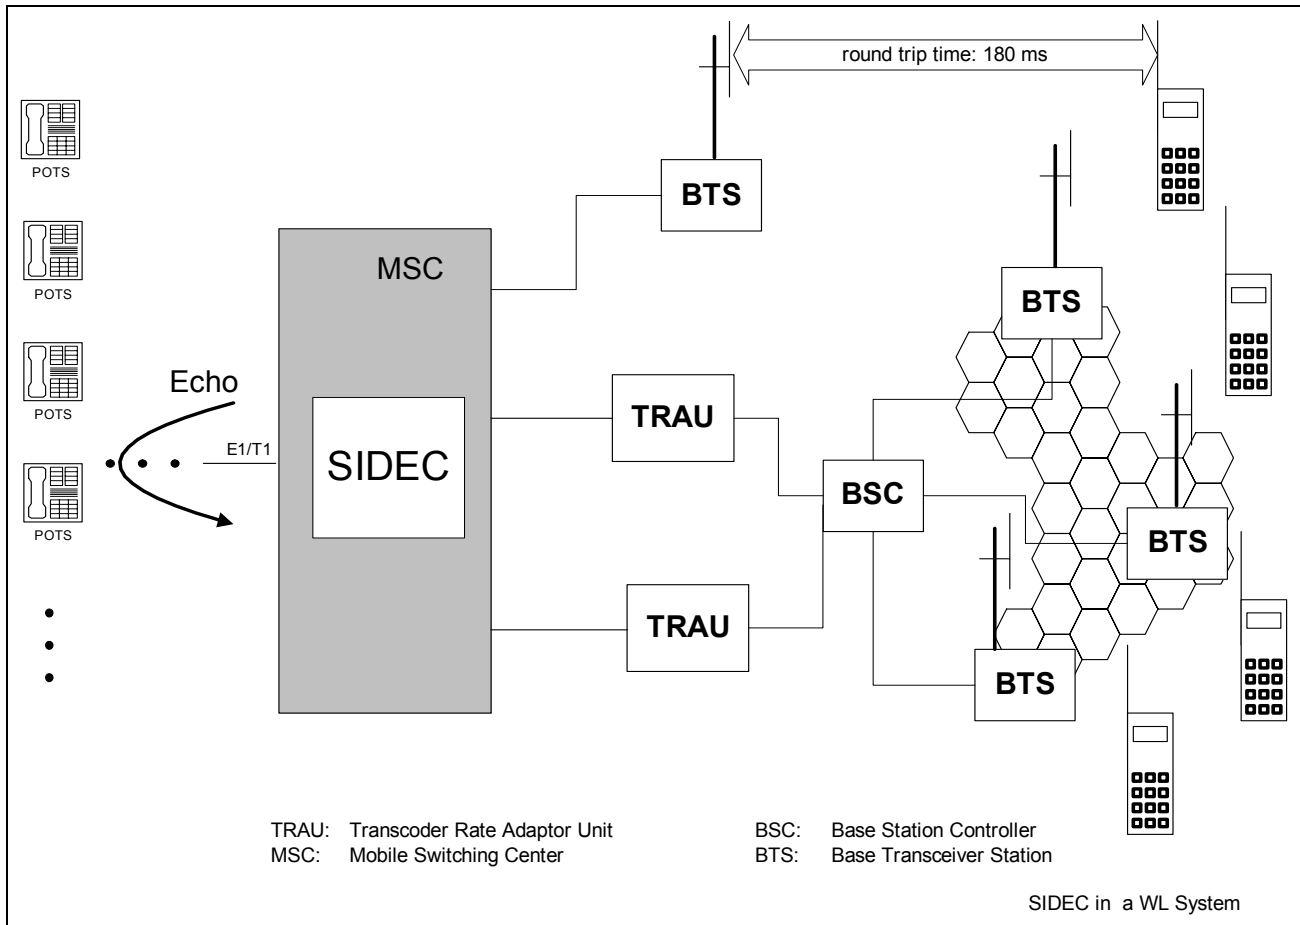 round trip time: 180 ms
POTS
BTS
MSC
POTS
BTS
POTS
Echo
TRAU
E1/T1
SIDEC
BSC
POTS
BTS
TRAU
BTS
TRAU: Transcoder Rate Adaptor Unit
MSC: Mobile Switching Center
BSC: Base Station Controller
BTS: Base Transceiver Station
SIDEC in a WL System